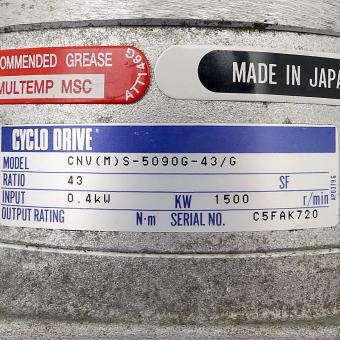 OMMENDED GREASE
MULTEMP MSC
ATT146G
MADE IN JAPA
CYCLO DRIVE
MODEL CNV(M)S-5090G-43/G
RATIO 43 SF
INPUT 0.4kW KW 1500 r/min
OUTPUT RATING N·m SERIAL NO. C5FAK720